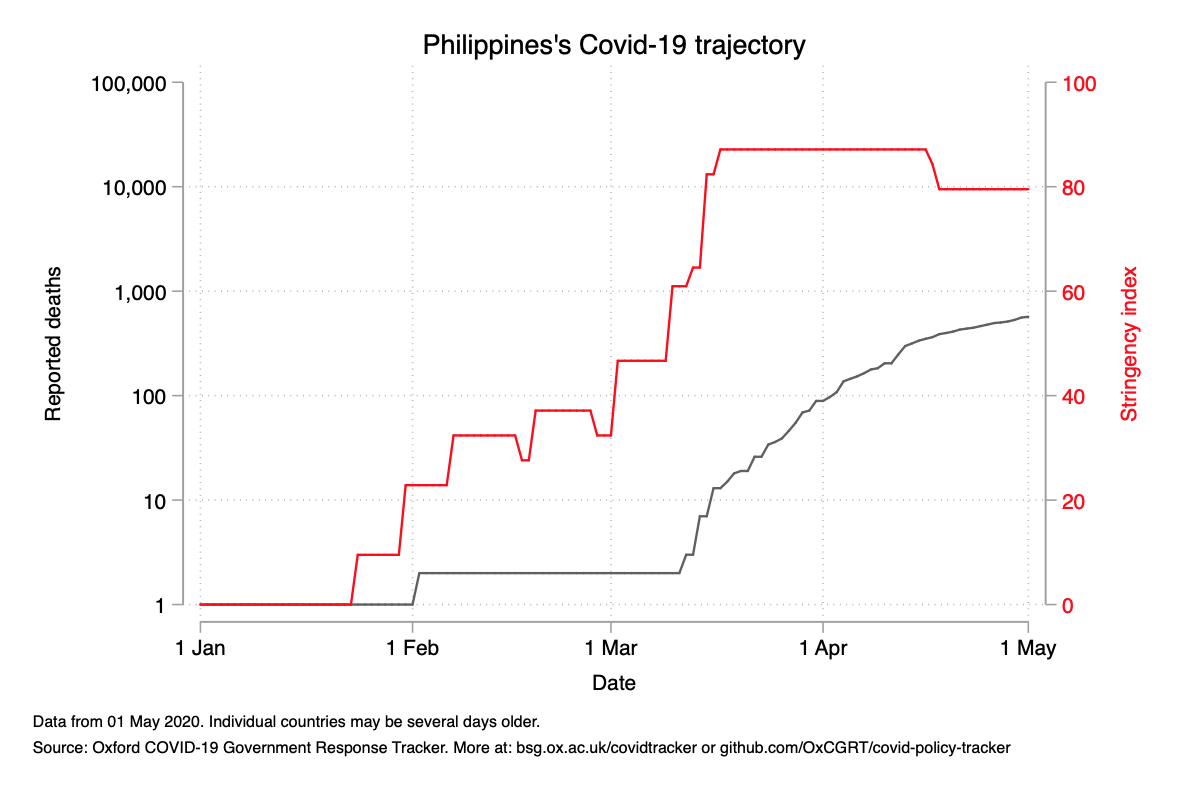 Philippines's Covid-19 trajectory
100,000
10,000
1,000
100
10
1
Reported deaths
100
80
60
40
20
0
Stringency index
1 Jan
1 Feb
1 Mar
1 Apr
1 May
Date
Data from 01 May 2020. Individual countries may be several days older.
Source: Oxford COVID-19 Government Response Tracker. More at: bsg.ox.ac.uk/covidtracker or github.com/OxCGRT/covid-policy-tracker